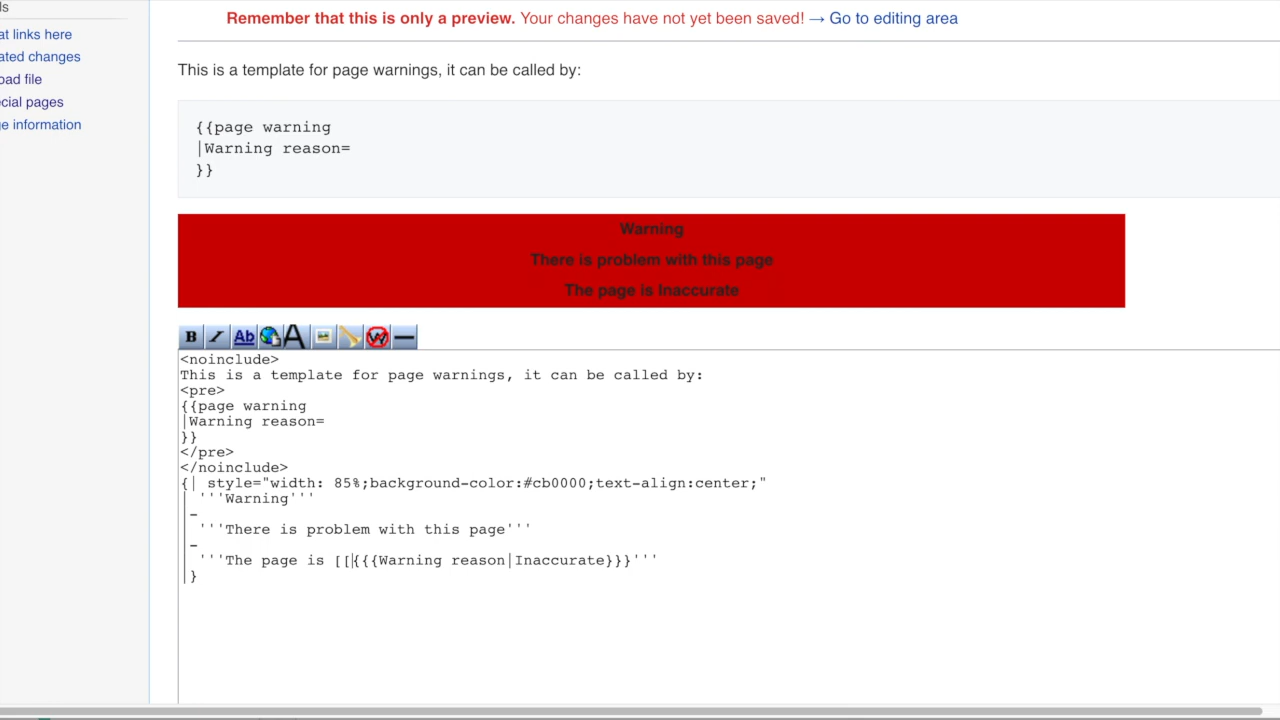 ls
at links here
ated changes
oad file
cial pages
e information
Remember that this is only a preview. Your changes have not yet been saved! → Go to editing area
This is a template for page warnings, it can be called by:
{{page warning
|Warning reason=
}}
Warning
There is problem with this page
The page is Inaccurate
B I Ab A W
<noinclude>
This is a template for page warnings, it can be called by:
<pre>
{{page warning
|Warning reason=
}}
</pre>
</noinclude>
{| style="width: 85%;background-color:#cb0000;text-align:center;"
| '''Warning'''
|-
| '''There is problem with this page'''
|-
| '''The page is [[{{{Warning reason|Inaccurate}}}'''
|}